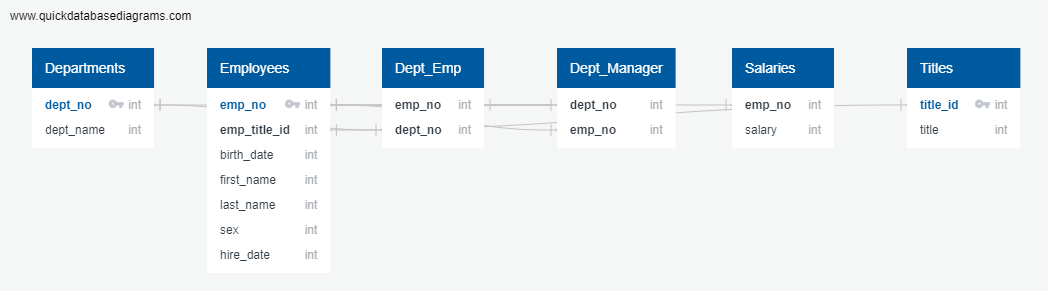 www.quickdatabasediagrams.com
Departments
dept_no int
dept_name int
Employees
emp_no int
emp_title_id int
birth_date int
first_name int
last_name int
sex int
hire_date int
Dept_Emp
emp_no int
dept_no int
Dept_Manager
dept_no int
emp_no int
Salaries
emp_no int
salary int
Titles
title_id int
title int